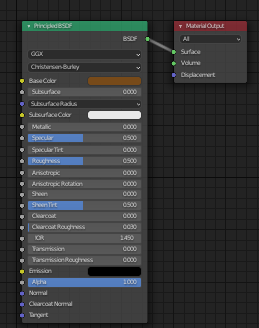 Principled BSDF
BSDF
GGX
Christensen-Burley
Base Color
Subsurface 0.000
Subsurface Radius
Subsurface Color
Metallic 0.000
Specular 0.500
Specular Tint 0.000
Roughness 0.500
Anisotropic 0.000
Anisotropic Rotation 0.000
Sheen 0.000
Sheen Tint 0.500
Clearcoat 0.000
Clearcoat Roughness 0.030
IOR 1.450
Transmission 0.000
Transmission Roughness 0.000
Emission
Alpha 1.000
Normal
Clearcoat Normal
Tangent
Material Output
All
Surface
Volume
Displacement